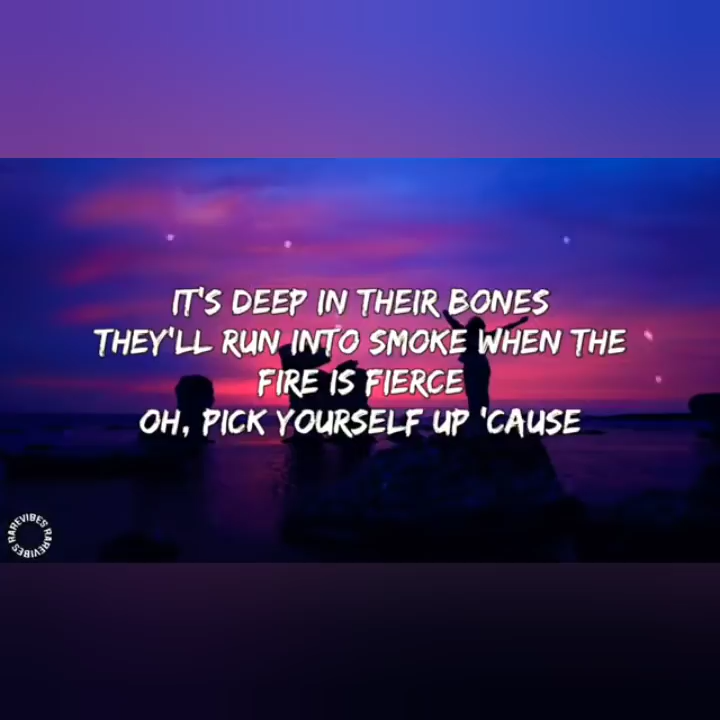 IT'S DEEP IN THEIR BONES
THEY'LL RUN INTO SMOKE WHEN THE
FIRE IS FIERCE
OH, PICK YOURSELF UP 'CAUSE
RAREVIBES RAREVIBES